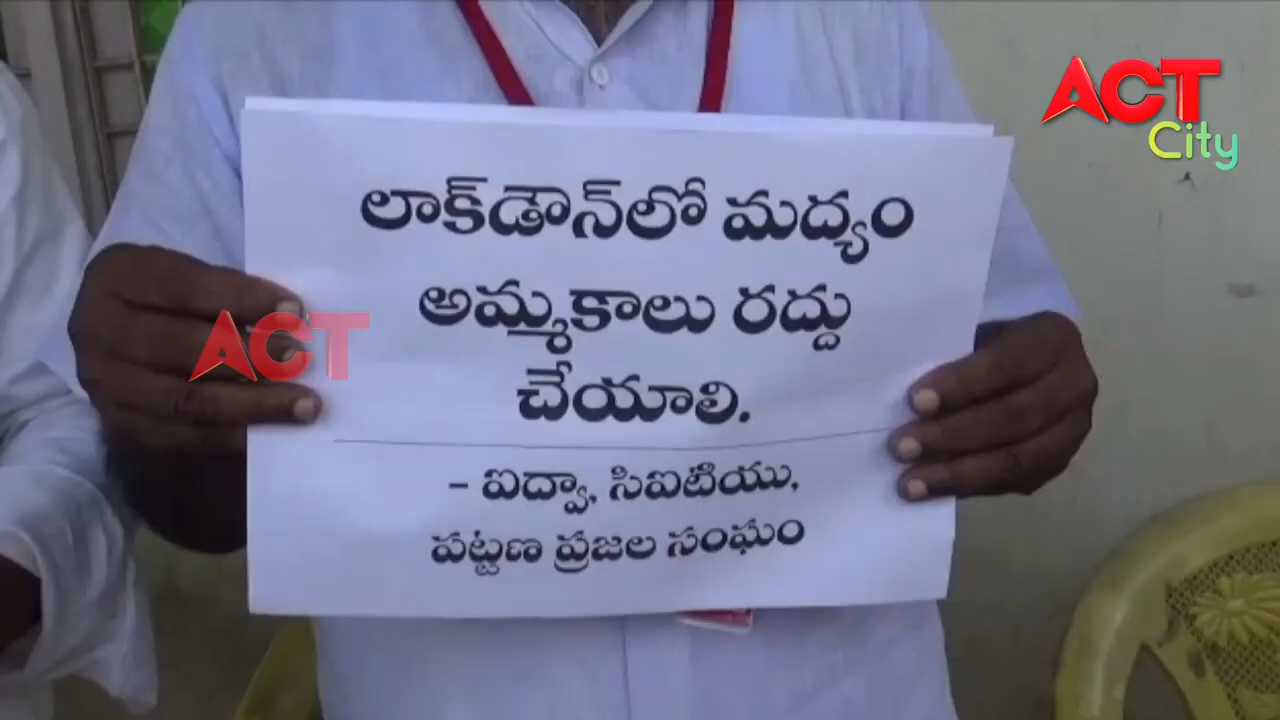 ACT
City
లాక్‌డౌన్‌లో మద్యం
అమ్మకాలు రద్దు
చేయాలి.
ACT
- ఐద్వా, సిఐటియు,
పట్టణ ప్రజల సంఘం